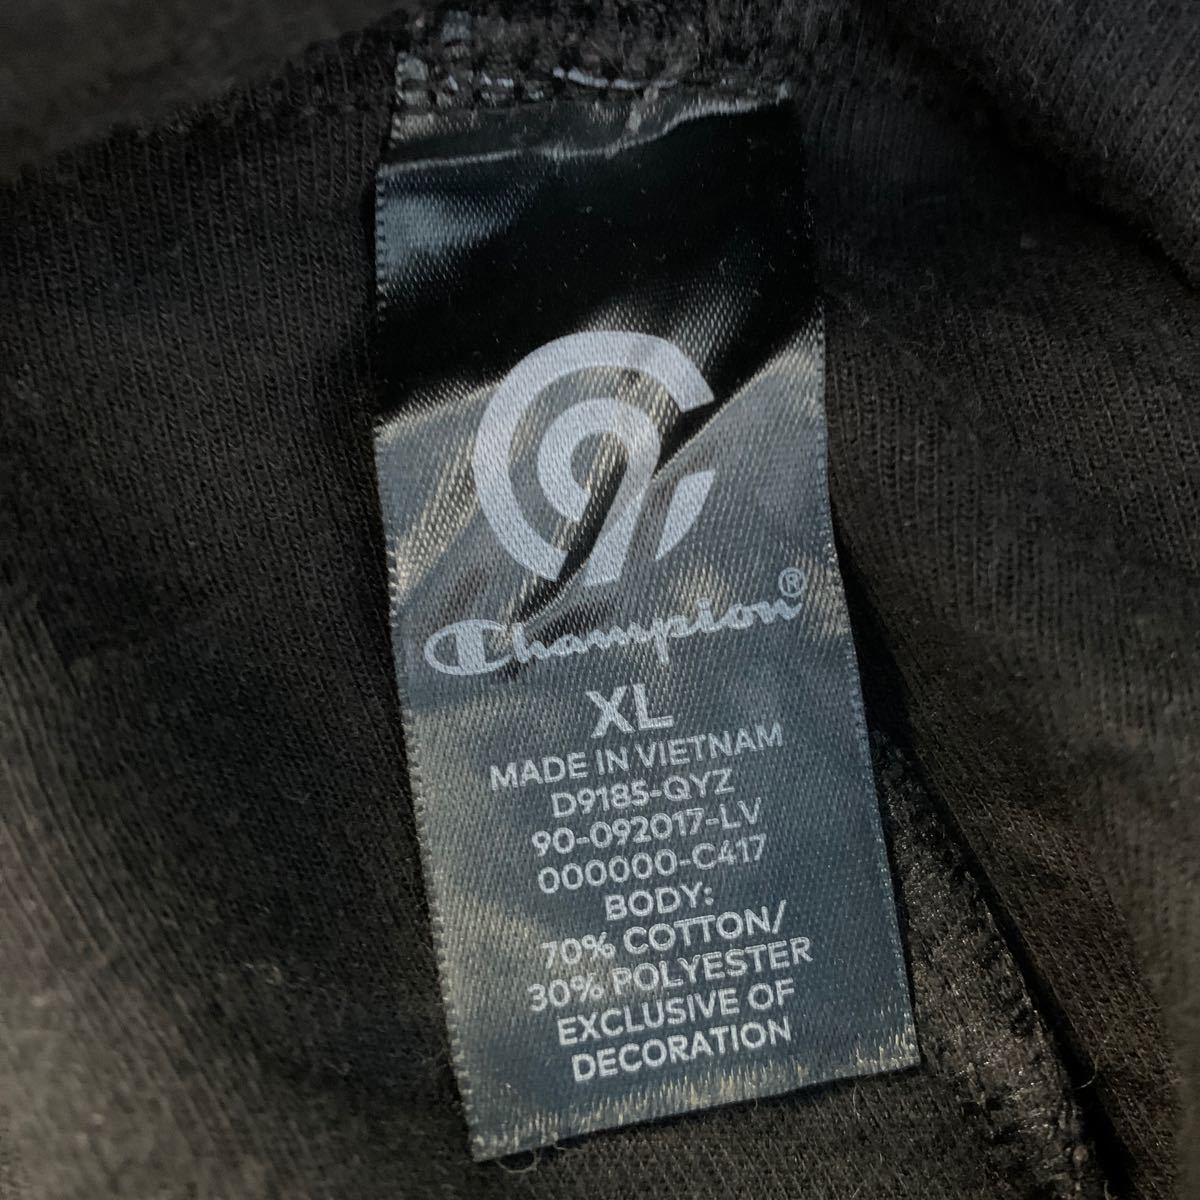 C9
Champion®
XL
MADE IN VIETNAM
D9185-QYZ
90-092017-LV
000000-C417
BODY:
70% COTTON/
30% POLYESTER
EXCLUSIVE OF
DECORATION